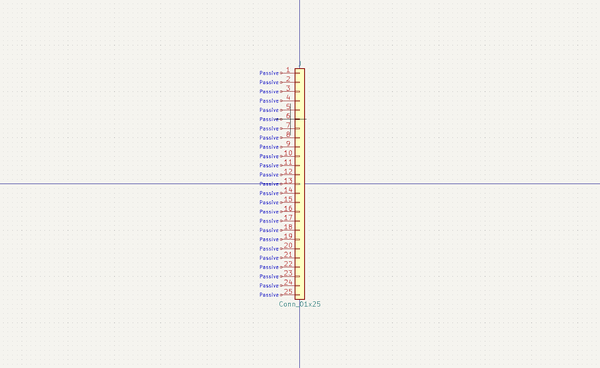 J
Passive 1
Passive 2
Passive 3
Passive 4
Passive 5
Passive 6
Passive 7
Passive 8
Passive 9
Passive 10
Passive 11
Passive 12
Passive 13
Passive 14
Passive 15
Passive 16
Passive 17
Passive 18
Passive 19
Passive 20
Passive 21
Passive 22
Passive 23
Passive 24
Passive 25
Conn_01x25